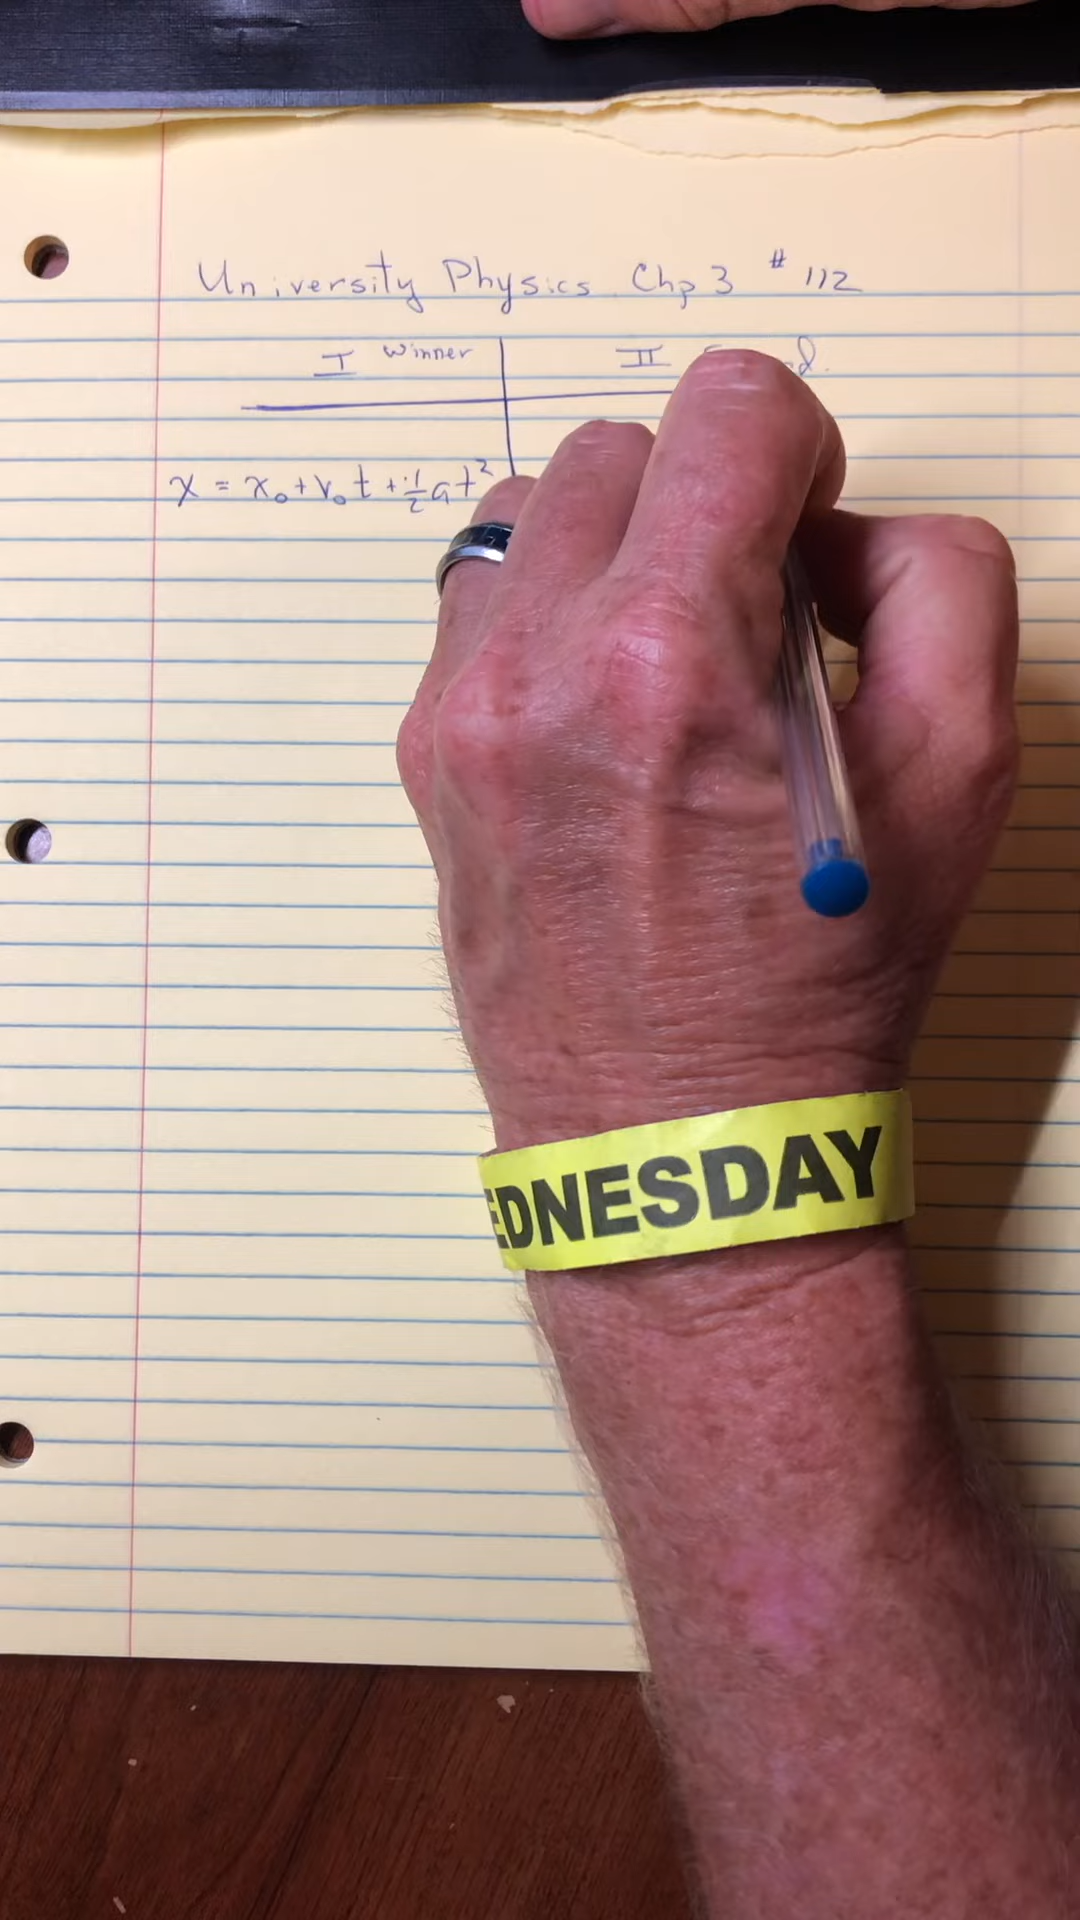 University Physics Chp 3 # 112
I winner II
x = x₀ + v₀t + ½at²
EDNESDAY